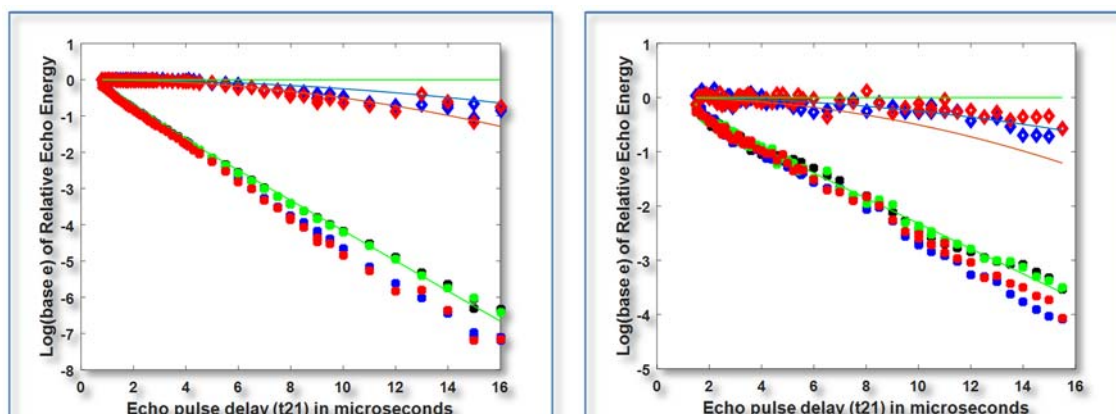 Log(base e) of Relative Echo Energy
1
0
-1
-2
-3
-4
-5
-6
-7
-8
0 2 4 6 8 10 12 14 16
Echo pulse delay (t21) in microseconds
Log(base e) of Relative Echo Energy
1
0
-1
-2
-3
-4
-5
0 2 4 6 8 10 12 14 16
Echo pulse delay (t21) in microseconds